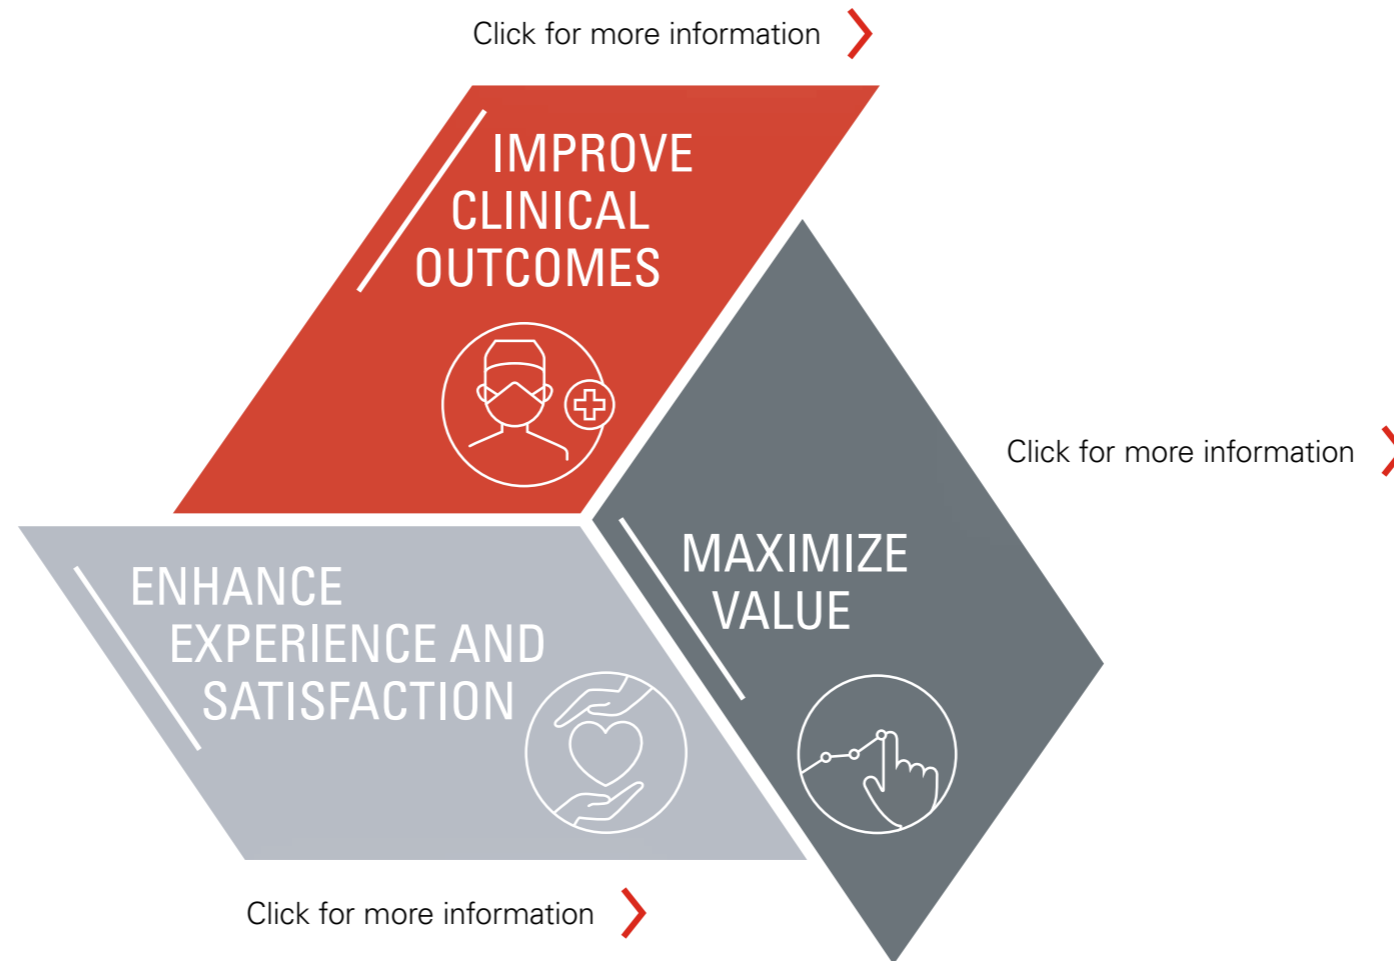 Click for more information
IMPROVE
CLINICAL
OUTCOMES
MAXIMIZE
VALUE
Click for more information
ENHANCE
EXPERIENCE AND
SATISFACTION
Click for more information